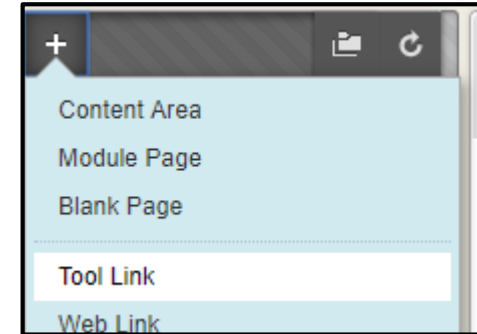 +
Content Area
Module Page
Blank Page
Tool Link
Web Link